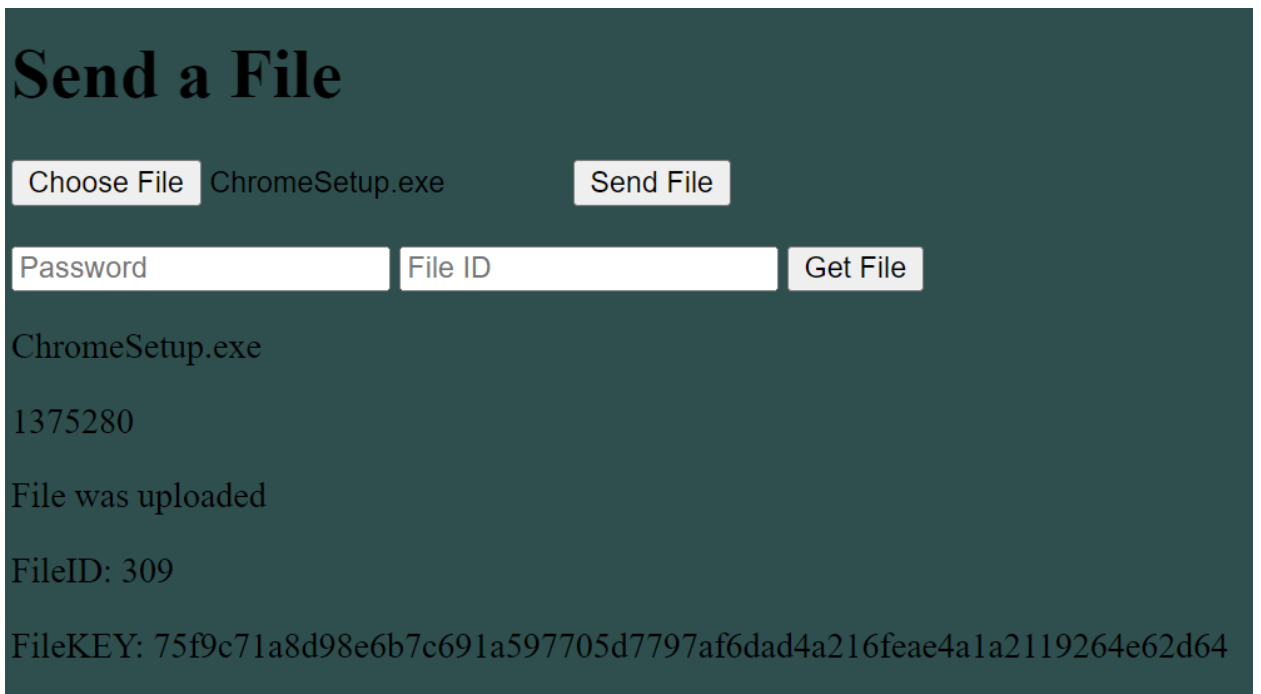 Send a File
Choose File ChromeSetup.exe Send File
Password File ID Get File
ChromeSetup.exe
1375280
File was uploaded
FileID: 309
FileKEY: 75f9c71a8d98e6b7c691a597705d7797af6dad4a216feae4a1a2119264e62d64